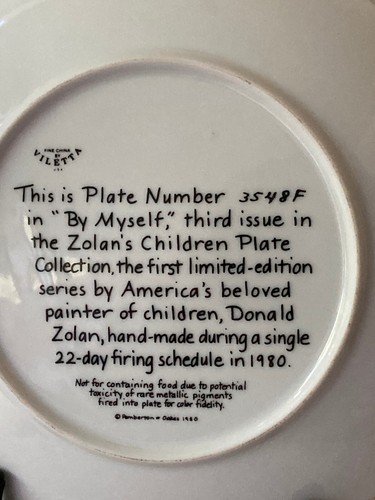 FINE CHINA
BY
VILETTA
USA
This is Plate Number 3548F
in "By Myself," third issue in
the Zolan's Children Plate
Collection, the first limited-edition
series by America's beloved
painter of children, Donald
Zolan, hand-made during a single
22-day firing schedule in 1980.
Not for containing food due to potential
toxicity of rare metallic pigments
fired into plate for color fidelity.
© Pemberton & Oakes 1980